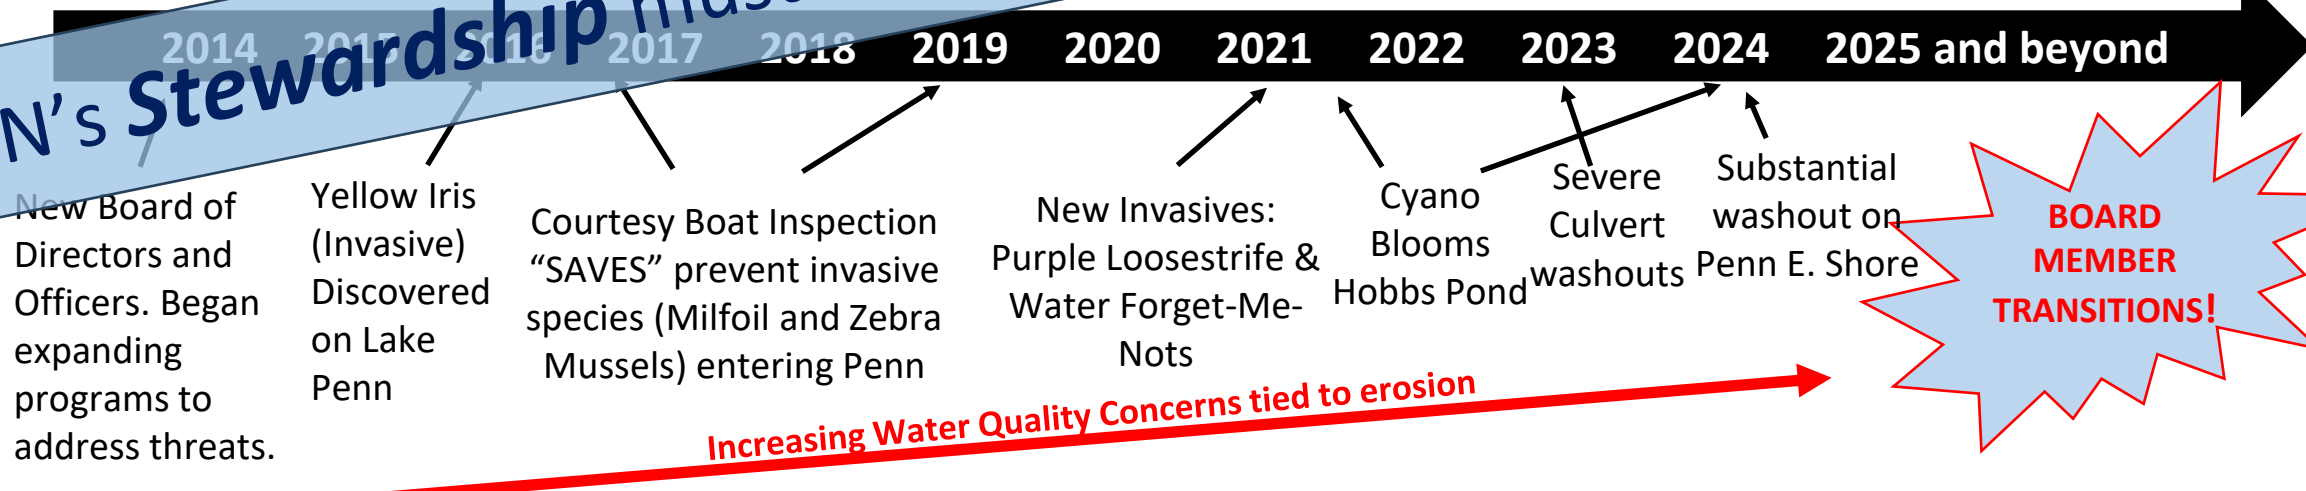 N's Stewardship must
2014 2015 2016 2017 2018 2019 2020 2021 2022 2023 2024 2025 and beyond
New Board of
Directors and
Officers. Began
expanding
programs to
address threats.
Yellow Iris
(Invasive)
Discovered
on Lake
Penn
Courtesy Boat Inspection
“SAVES” prevent invasive
species (Milfoil and Zebra
Mussels) entering Penn
New Invasives:
Purple Loosestrife &
Water Forget-Me-
Nots
Cyano
Blooms
Hobbs Pond
Severe
Culvert
washouts
Substantial
washout on
Penn E. Shore
BOARD
MEMBER
TRANSITIONS!
Increasing Water Quality Concerns tied to erosion